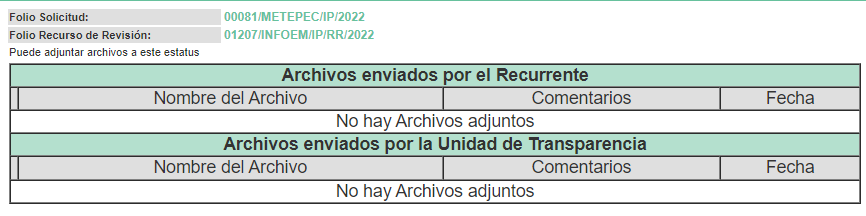 Folio Solicitud: 00081/METEPEC/IP/2022
Folio Recurso de Revisión: 01207/INFOEM/IP/RR/2022
Puede adjuntar archivos a este estatus
Archivos enviados por el Recurrente
Nombre del Archivo Comentarios Fecha
No hay Archivos adjuntos
Archivos enviados por la Unidad de Transparencia
Nombre del Archivo Comentarios Fecha
No hay Archivos adjuntos